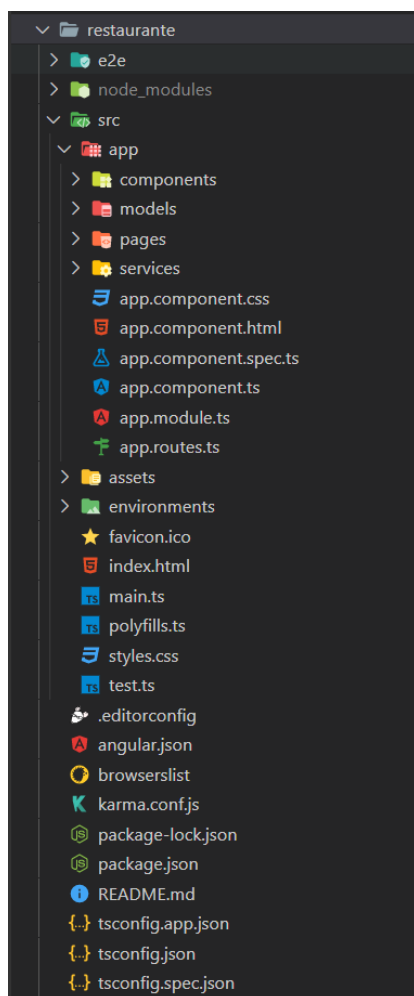 restaurante
e2e
node_modules
src
app
components
models
pages
services
app.component.css
app.component.html
app.component.spec.ts
app.component.ts
app.module.ts
app.routes.ts
assets
environments
favicon.ico
index.html
main.ts
polyfills.ts
styles.css
test.ts
.editorconfig
angular.json
browserslist
karma.conf.js
package-lock.json
package.json
README.md
tsconfig.app.json
tsconfig.json
tsconfig.spec.json